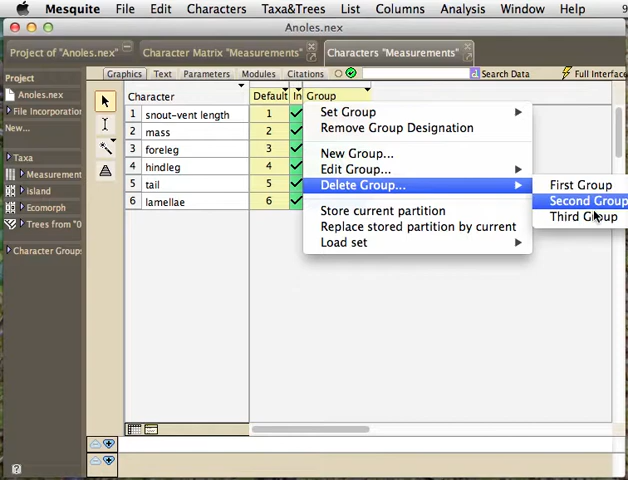 Mesquite File Edit Characters Taxa&Trees List Columns Analysis Window Help 9
Anoles.nex
Project of "Anoles.nex" Character Matrix "Measurements" Characters "Measurements"
Project Graphics Text Parameters Modules Citations Search Data Full Interface
Anoles.nex
File Incorporation
New...
Taxa
Measurement
island
Ecomorph
Trees from "0
Character Groups
Character Default In Group
1 snout-vent length 1
2 mass 2
3 foreleg 3
4 hindleg 4
5 tail 5
6 lamellae 6
Set Group
Remove Group Designation
New Group...
Edit Group...
Delete Group...
Store current partition
Replace stored partition by current
Load set
First Group
Second Group
Third Group